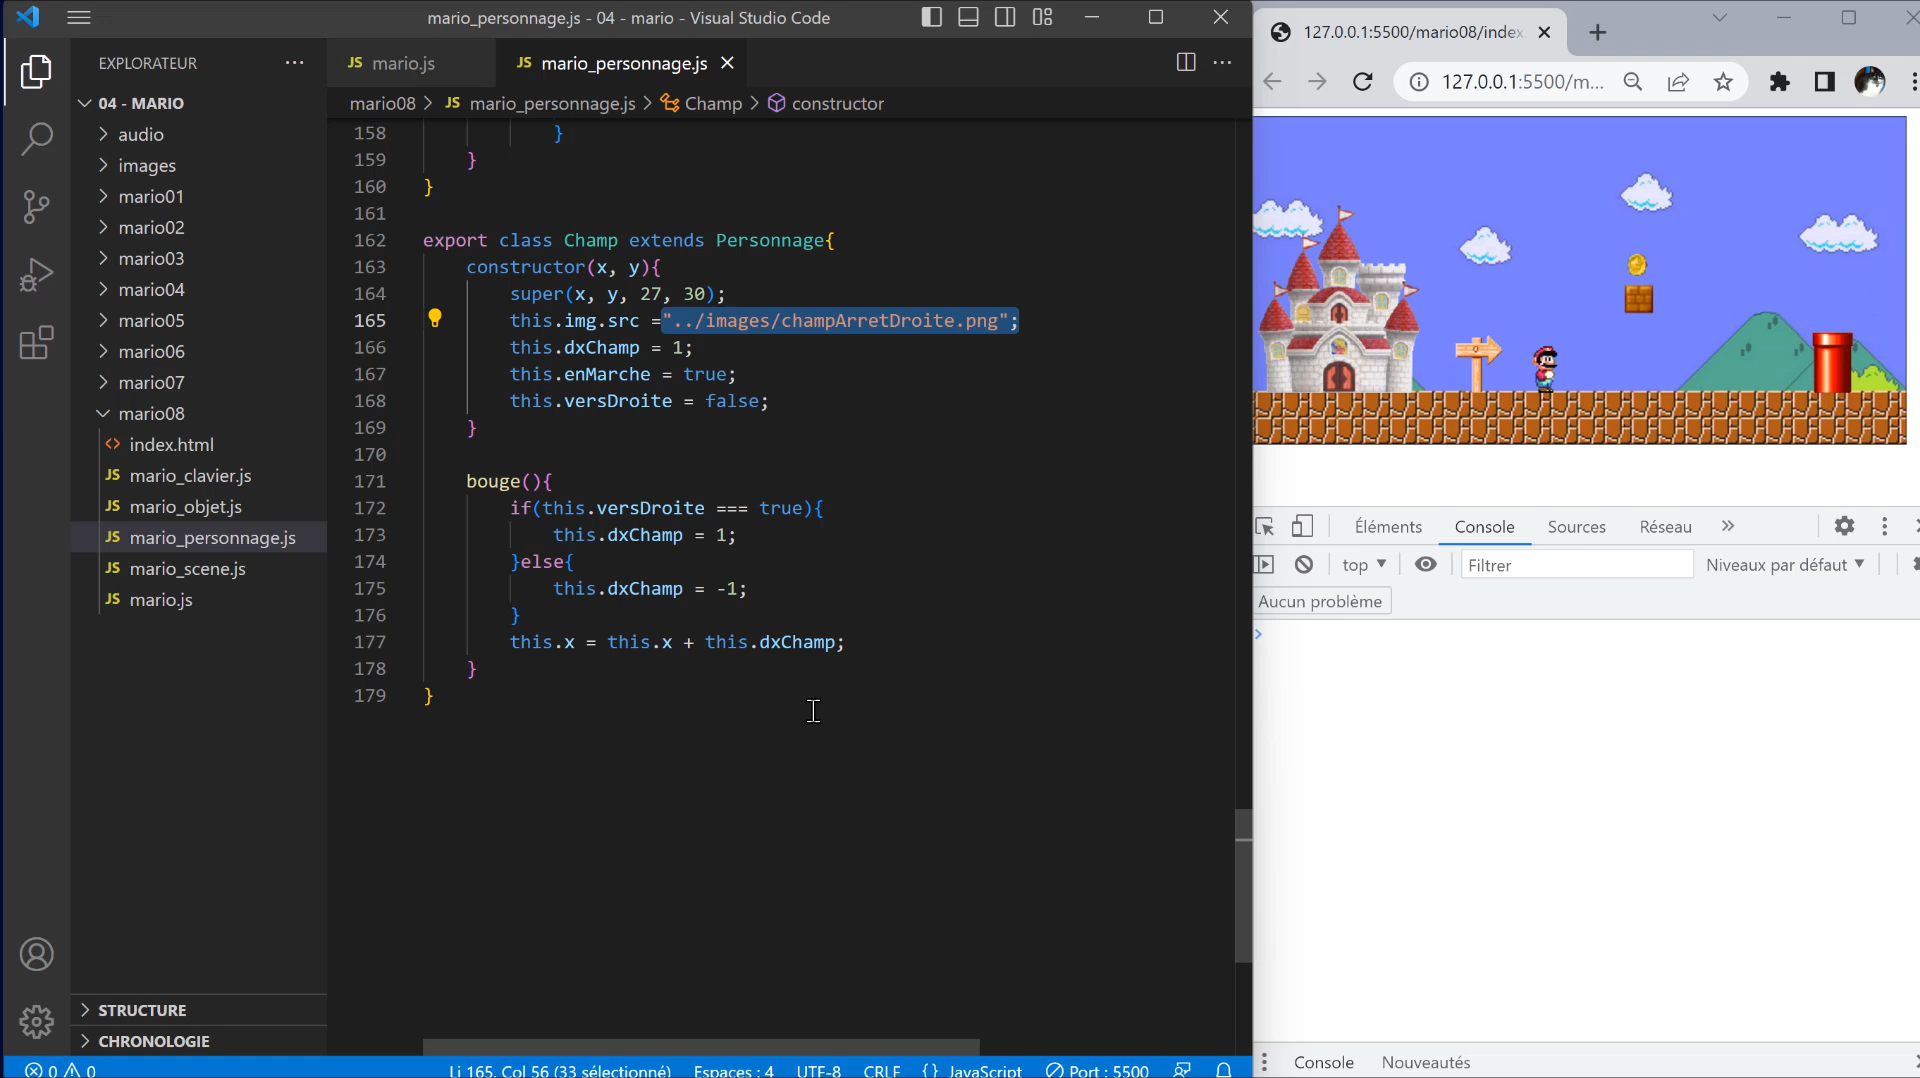 mario_personnage.js - 04 - mario - Visual Studio Code
EXPLORATEUR
04 - MARIO
audio
images
mario01
mario02
mario03
mario04
mario05
mario06
mario07
mario08
index.html
JS mario_clavier.js
JS mario_objet.js
JS mario_personnage.js
JS mario_scene.js
JS mario.js
STRUCTURE
CHRONOLOGIE
JS mario.js
JS mario_personnage.js
mario08 > JS mario_personnage.js > Champ > constructor
158 }
159 }
160 }
161
162 export class Champ extends Personnage{
163 constructor(x, y){
164 super(x, y, 27, 30);
165 this.img.src ="../images/champArretDroite.png";
166 this.dxChamp = 1;
167 this.enMarche = true;
168 this.versDroite = false;
169 }
170
171 bouge(){
172 if(this.versDroite === true){
173 this.dxChamp = 1;
174 }else{
175 this.dxChamp = -1;
176 }
177 this.x = this.x + this.dxChamp;
178 }
179 }
0 0
Li 165, Col 56 (33 sélectionné) Espaces : 4 UTF-8 CRLF {} JavaScript Port : 5500
127.0.0.1:5500/mario08/index
127.0.0.1:5500/m...
Éléments Console Sources Réseau
top Filtrer Niveaux par défaut
Aucun problème
Console Nouveautés